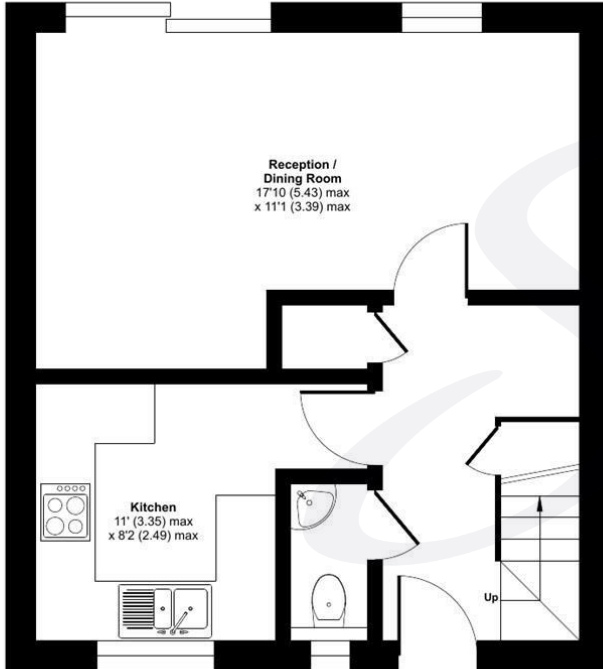 Reception /
Dining Room
17'10 (5.43) max
x 11'1 (3.39) max
Kitchen
11' (3.35) max
x 8'2 (2.49) max
Up